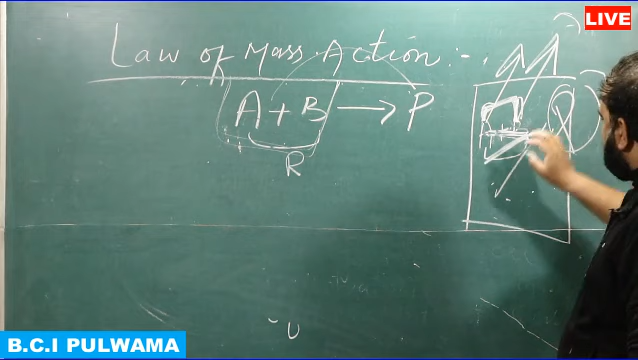 LIVE
Law of Mass Action :-
A + B → P
R
B.C.I PULWAMA